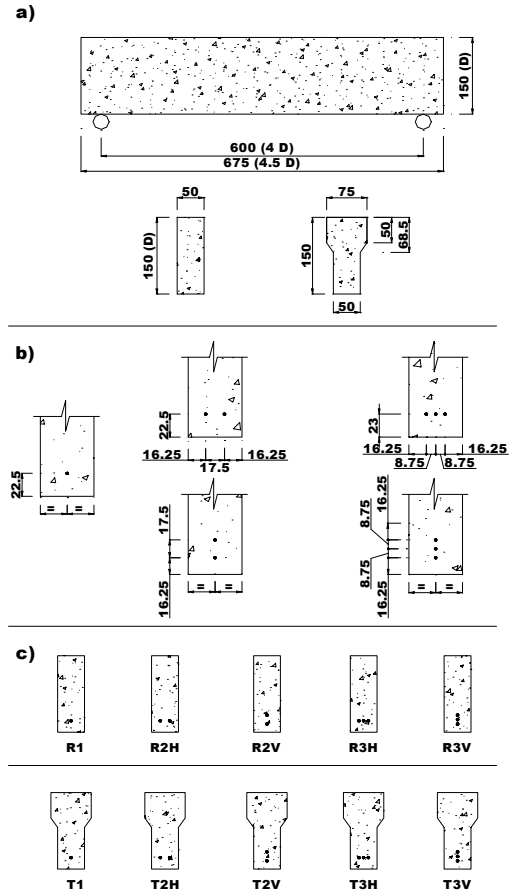 a)
150 (D)
600 (4 D)
675 (4.5 D)
50
75
150 (D)
150
50
68.5
50
b)
22.5
16.25
17.5
16.25
23
16.25
8.75
8.75
16.25
22.5
=
=
17.5
16.25
=
=
16.25
8.75
8.75
16.25
=
=
c)
R1
R2H
R2V
R3H
R3V
T1
T2H
T2V
T3H
T3V